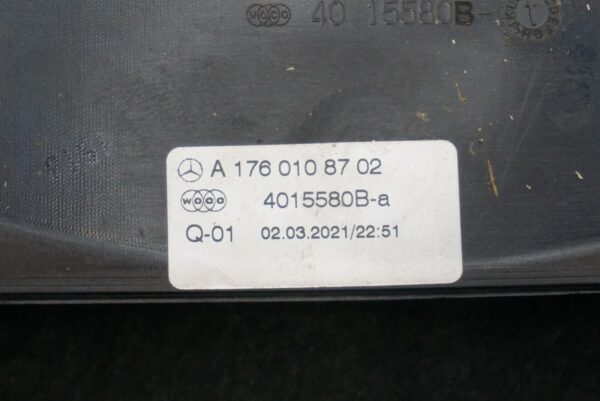 WOCO 40 15580B-
A 176 010 87 02
WOCO 4015580B-a
Q-01 02.03.2021/22:51